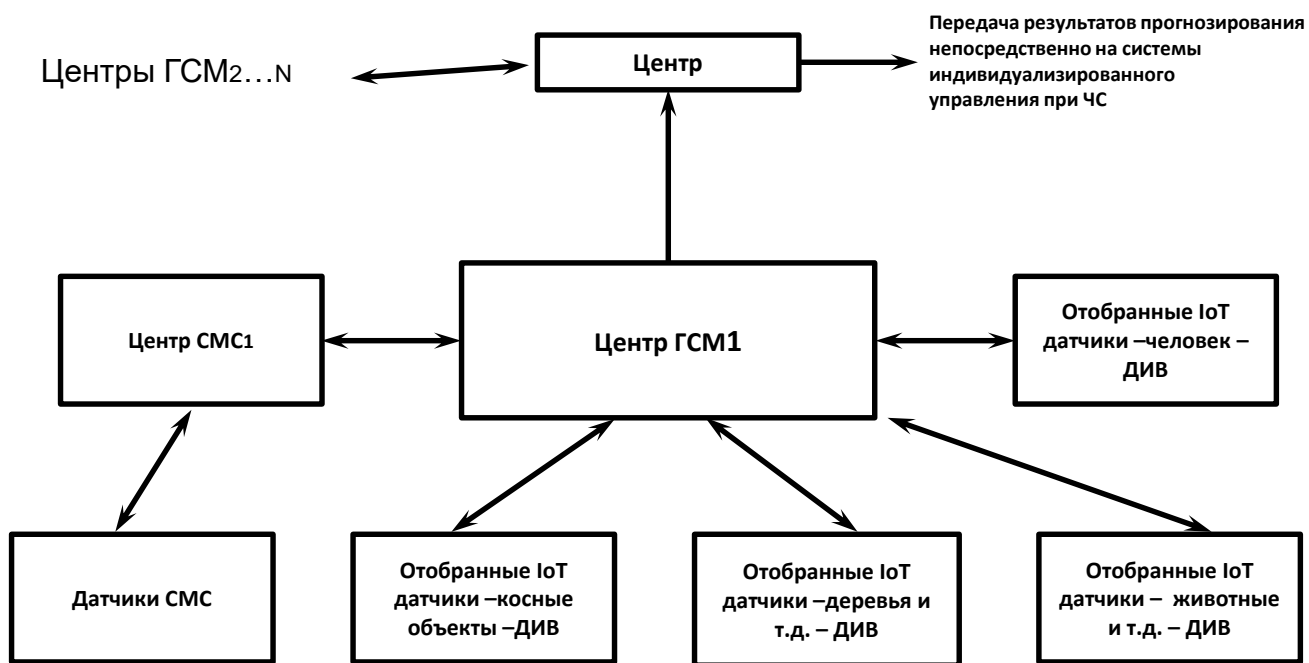 Центры ГСМ2...N
Центр
Передача результатов прогнозирования
непосредственно на системы
индивидуализированного
управления при ЧС
Центр СМС1
Центр ГСМ1
Отобранные IoT
датчики –человек –
ДИВ
Датчики СМС
Отобранные IoT
датчики –косные
объекты –ДИВ
Отобранные IoT
датчики –деревья и
т.д. – ДИВ
Отобранные IoT
датчики – животные
и т.д. – ДИВ